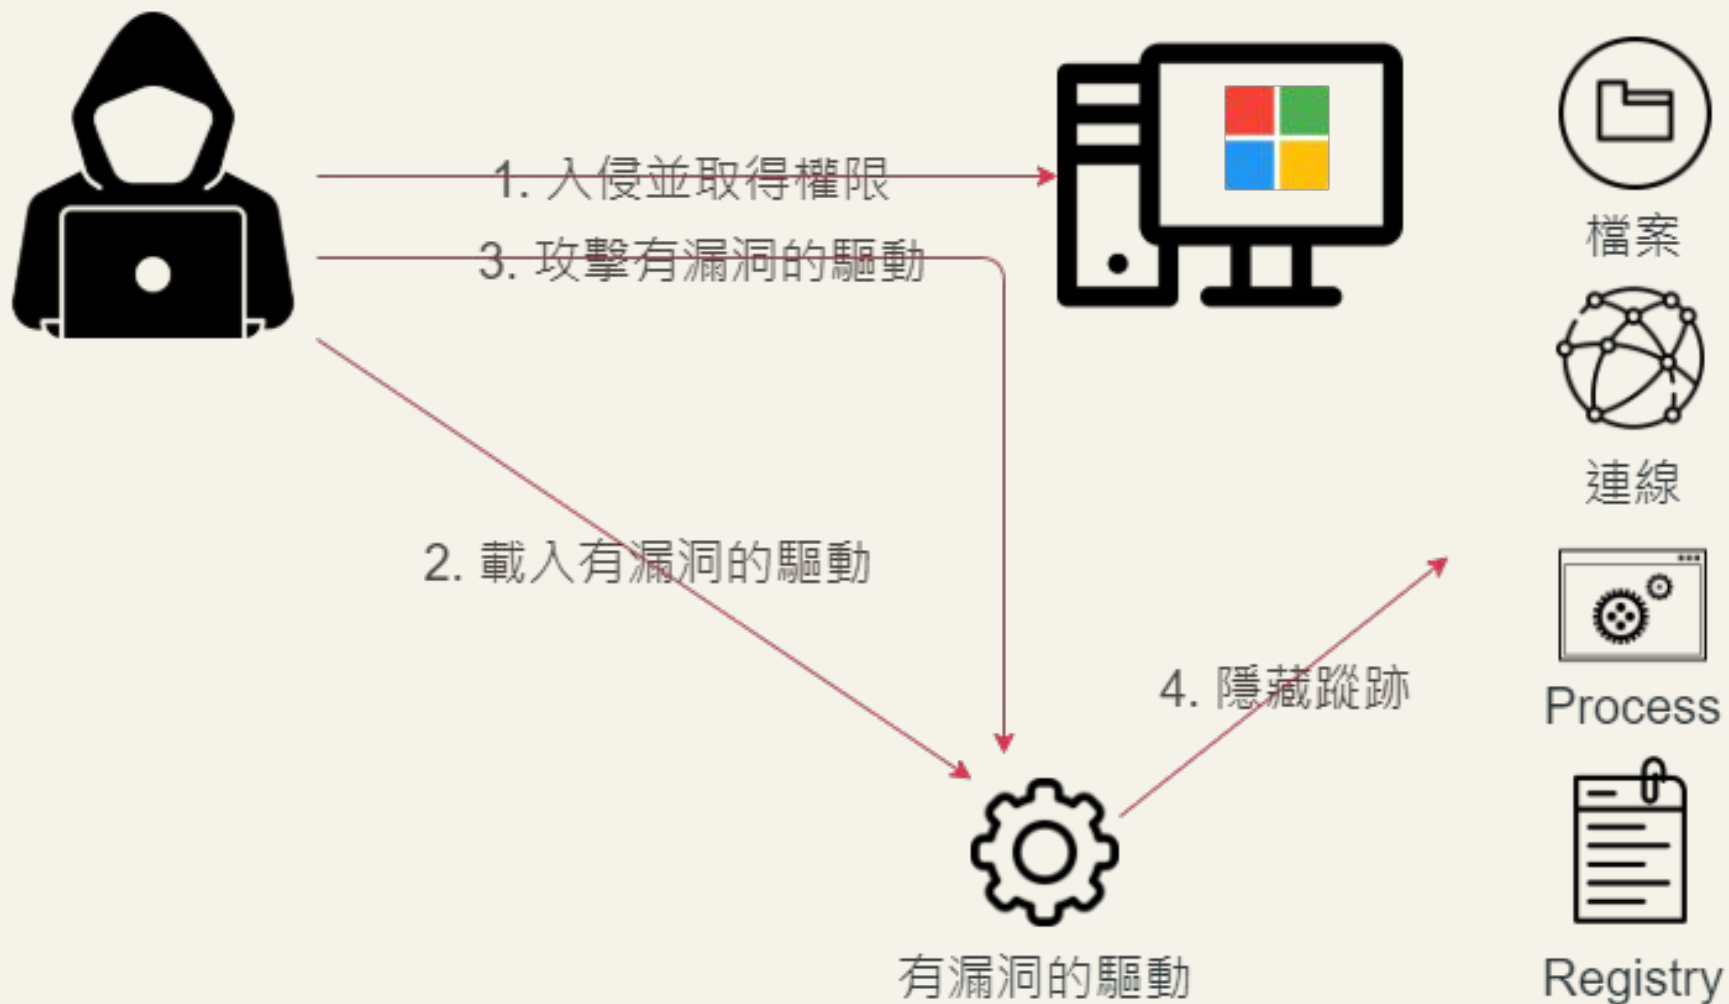 1. 入侵並取得權限
3. 攻擊有漏洞的驅動
2. 載入有漏洞的驅動
4. 隱藏蹤跡
有漏洞的驅動
檔案
連線
Process
Registry